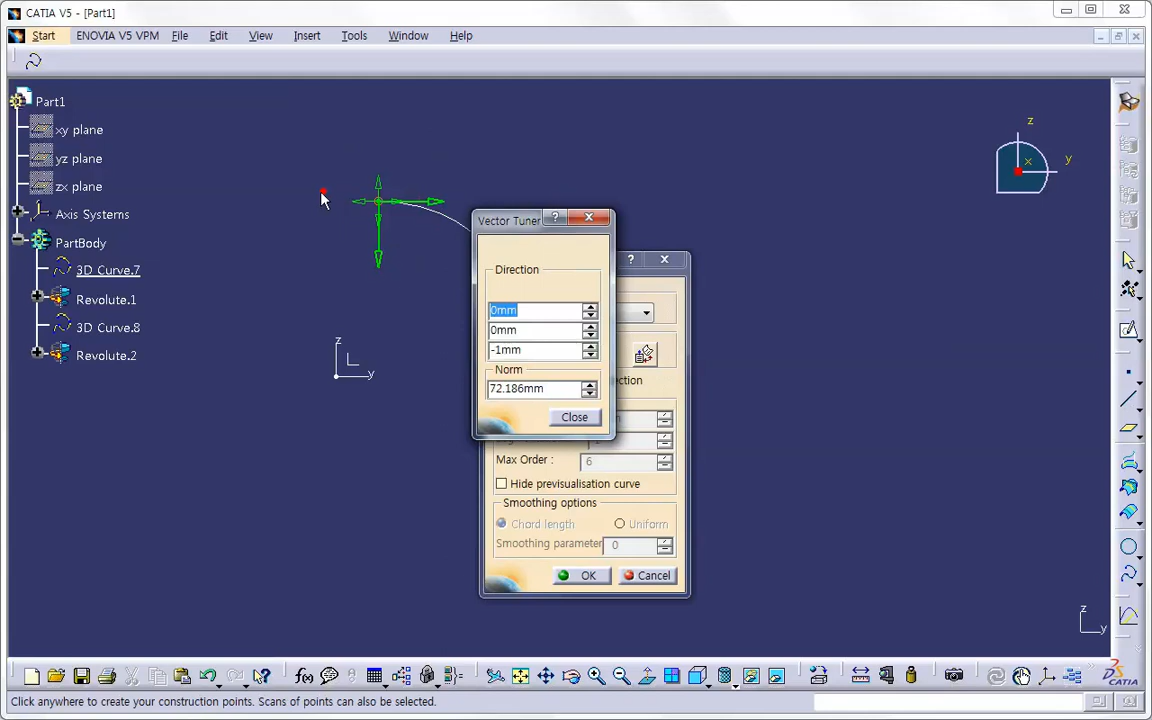 CATIA V5 - [Part1]
Start ENOVIA V5 VPM File Edit View Insert Tools Window Help
Part1
xy plane
yz plane
zx plane
Axis Systems
PartBody
3D Curve.7
Revolute.1
3D Curve.8
Revolute.2
z
x
y
z
y
Vector Tuner
Direction
0mm
0mm
-1mm
Norm
72.186mm
Close
Max Order :
6
Hide previsualisation curve
Smoothing options
Chord length
Uniform
Smoothing parameter
0
OK
Cancel
z
y
f(x)
CATIA
Click anywhere to create your construction points. Scans of points can also be selected.